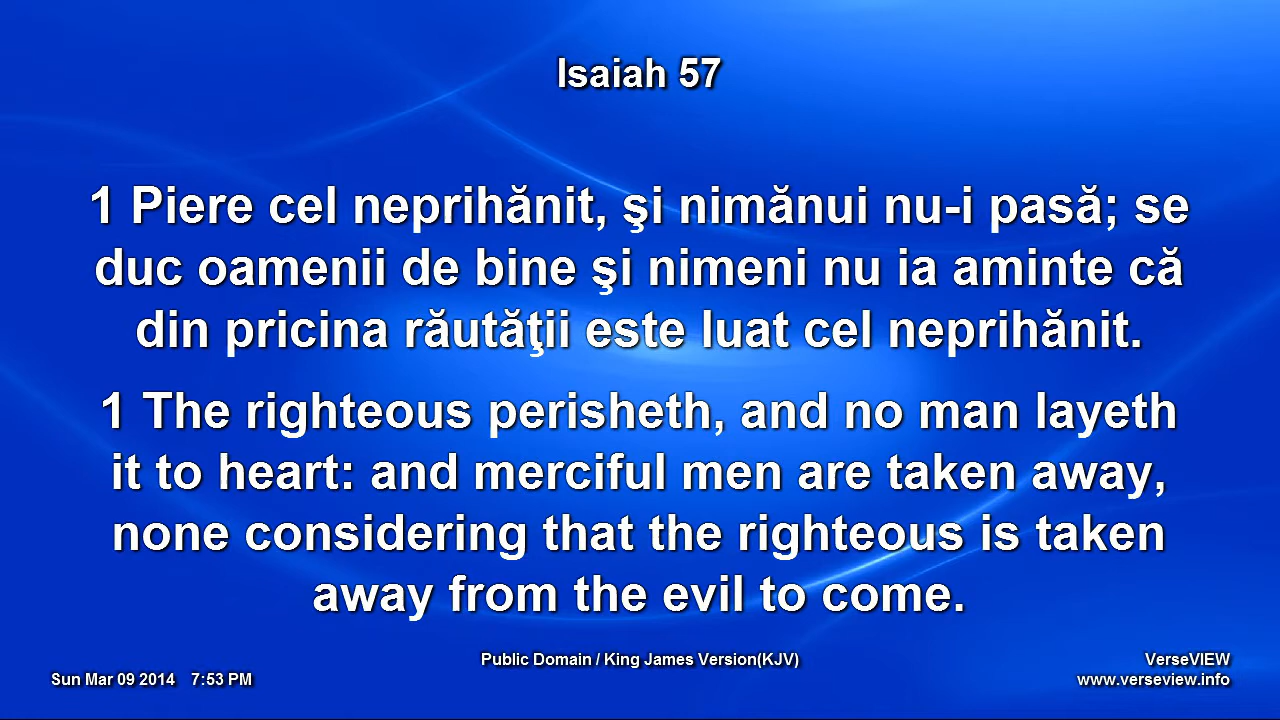 Isaiah 57
1 Piere cel neprihănit, şi nimănui nu-i pasă; se
duc oamenii de bine şi nimeni nu ia aminte că
din pricina răutăţii este luat cel neprihănit.
1 The righteous perisheth, and no man layeth
it to heart: and merciful men are taken away,
none considering that the righteous is taken
away from the evil to come.
Public Domain / King James Version(KJV)
VerseVIEW
Sun Mar 09 2014 7:53 PM
www.verseview.info